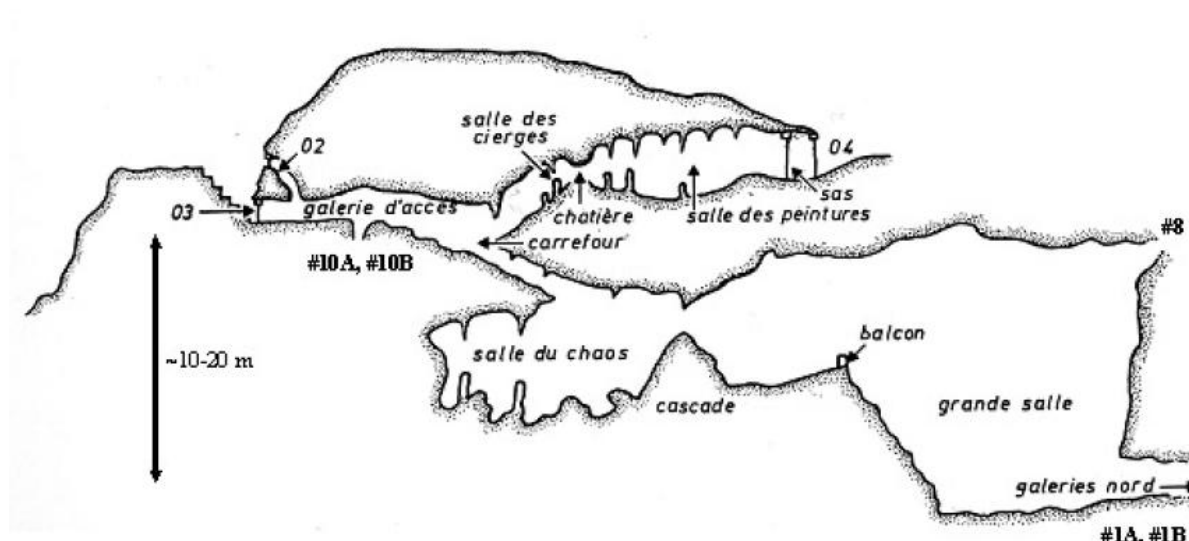 salle des
cierges
02
04
03
galerie d'accès
chatière
sas
salle des peintures
carrefour
#8
#10A, #10B
~10-20 m
salle du chaos
balcon
cascade
grande salle
galeries nord
#1A, #1B